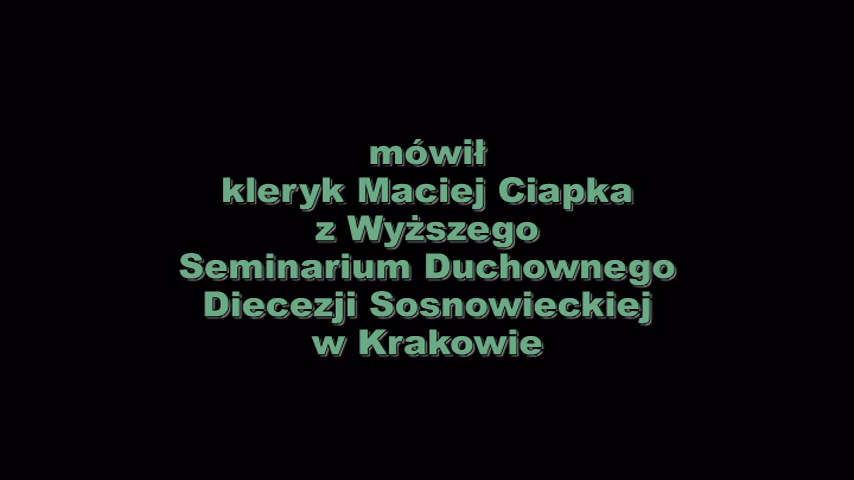 mówił
kleryk Maciej Ciapka
z Wyższego
Seminarium Duchownego
Diecezji Sosnowieckiej
w Krakowie